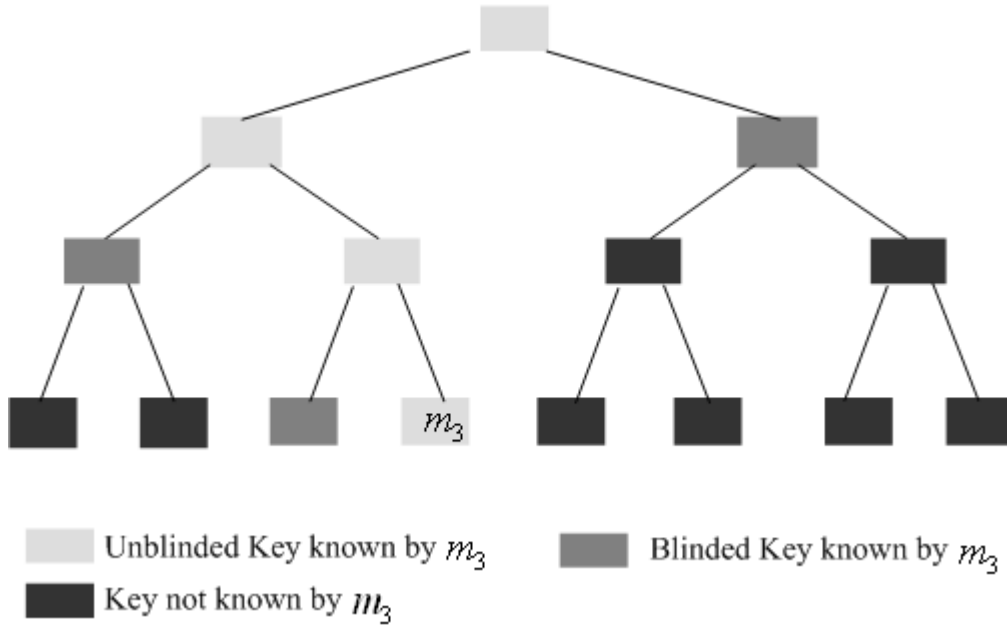 m₃
Unblinded Key known by m₃
Blinded Key known by m₃
Key not known by m₃